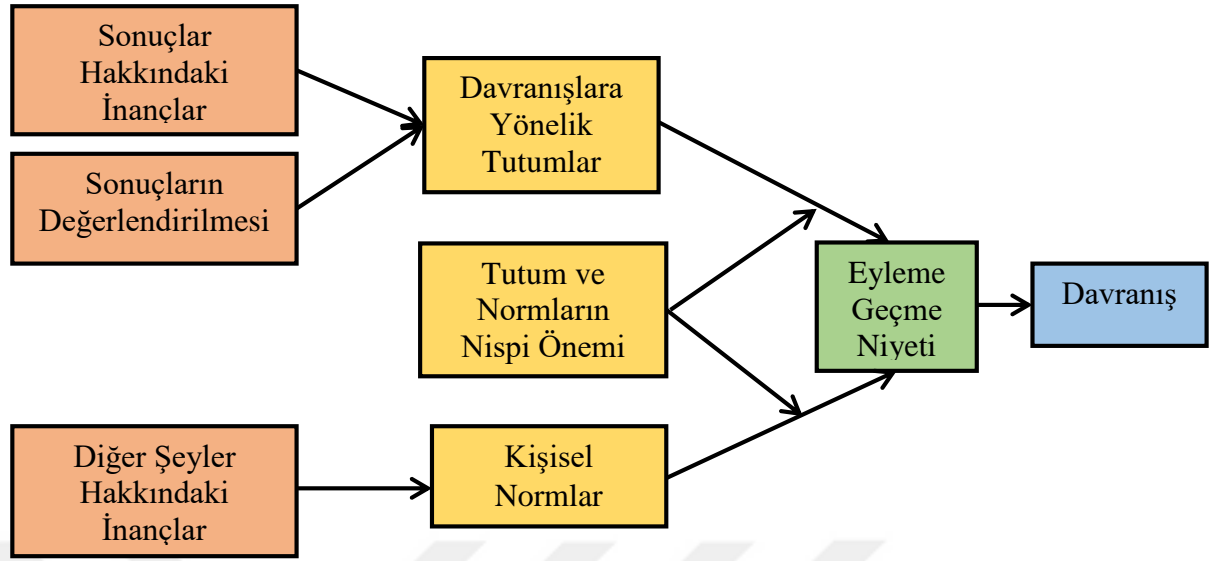 Sonuçlar
Hakkındaki
İnançlar
Sonuçların
Değerlendirilmesi
Davranışlara
Yönelik
Tutumlar
Tutum ve
Normların
Nispi Önemi
Eyleme
Geçme
Niyeti
Davranış
Diğer Şeyler
Hakkındaki
İnançlar
Kişisel
Normlar